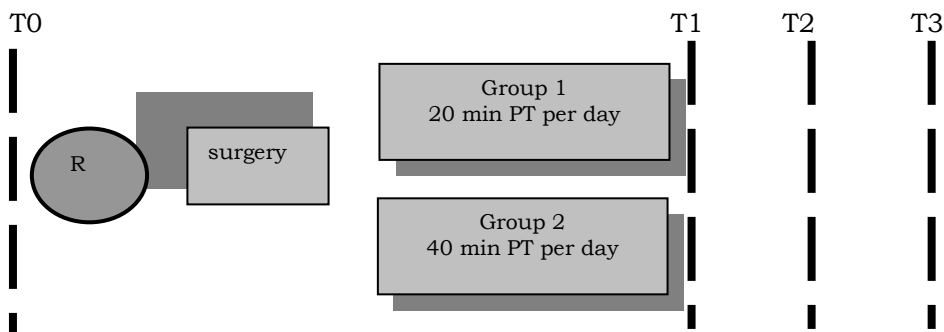 T0
T1
T2
T3
R
surgery
Group 1
20 min PT per day
Group 2
40 min PT per day